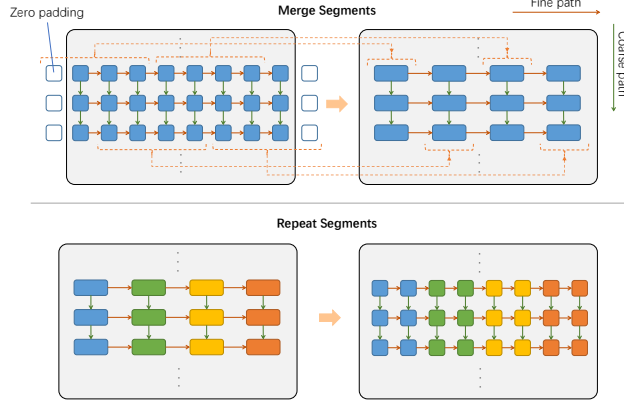 Fine path
Merge Segments
Zero padding
Coarse path
Repeat Segments